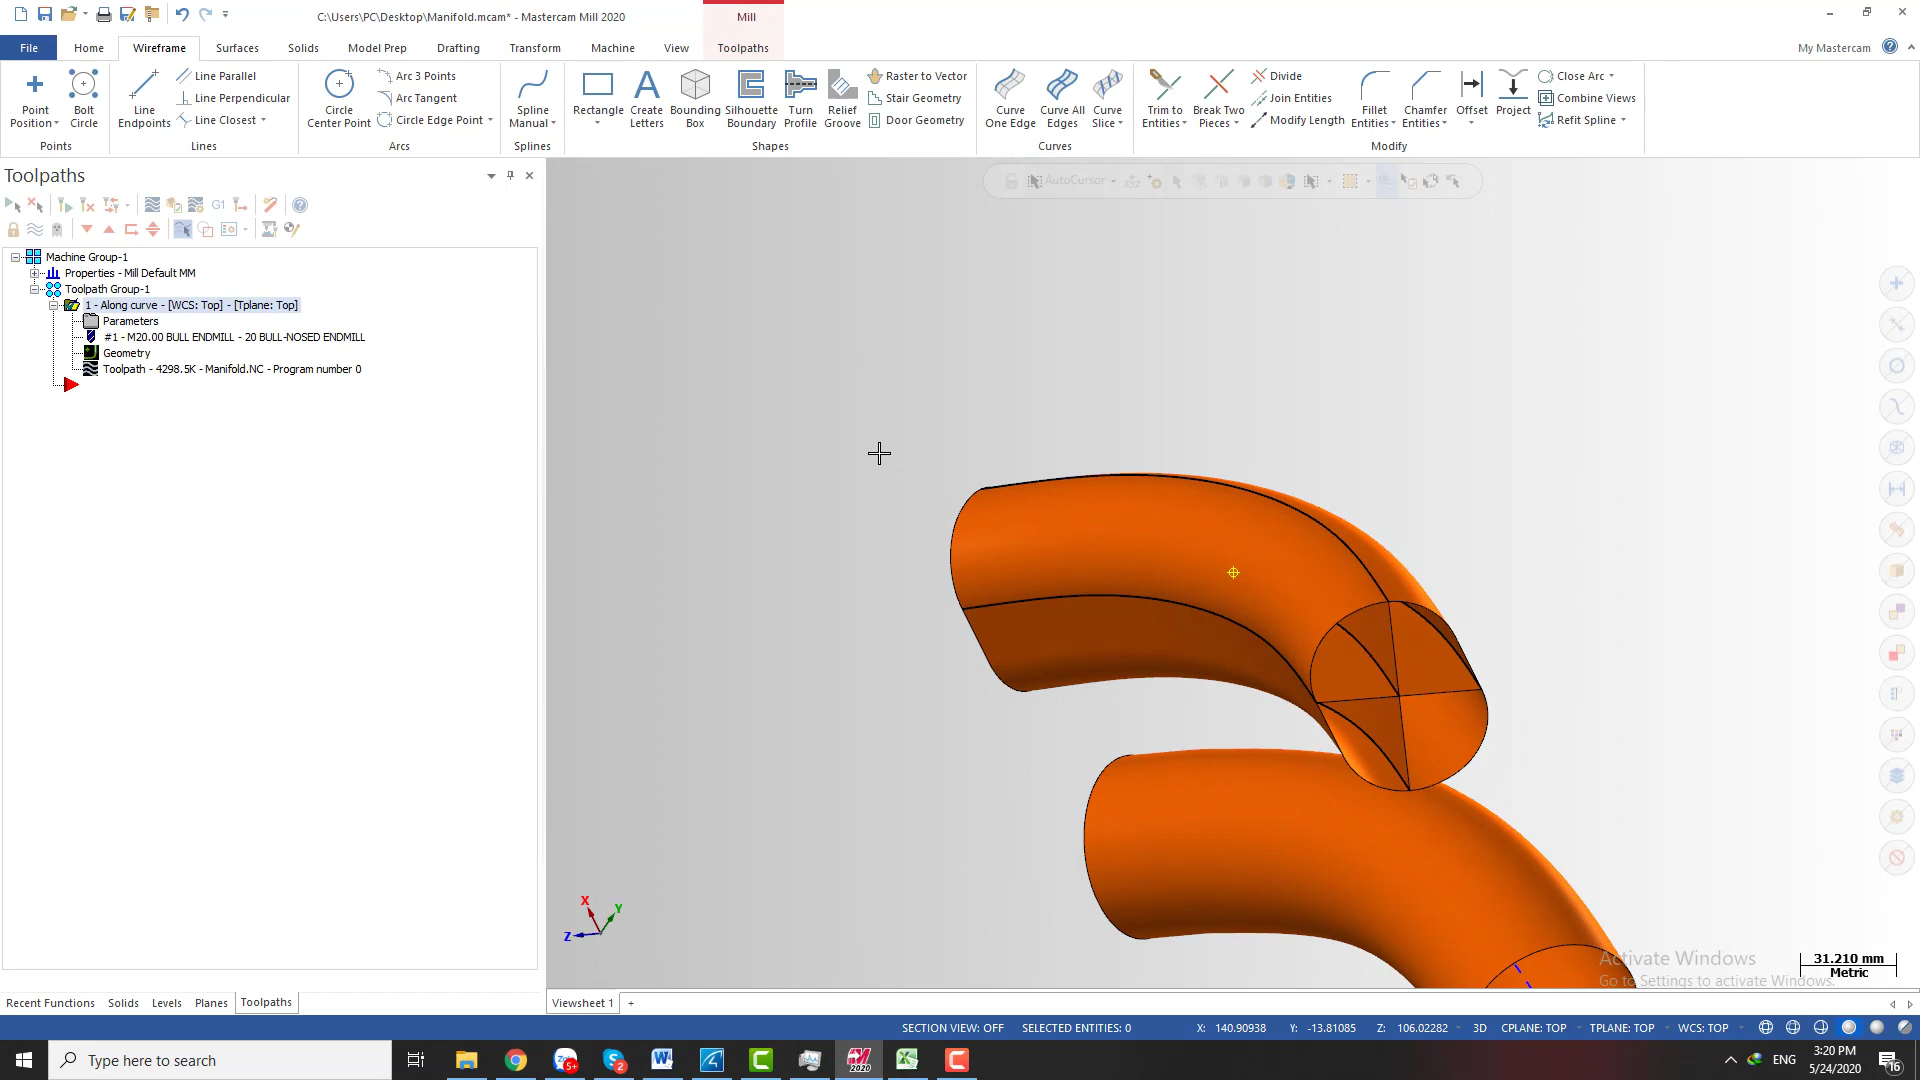 C:\Users\PC\Desktop\Manifold.mcam* - Mastercam Mill 2020
Mill
File
Home
Wireframe
Surfaces
Solids
Model Prep
Drafting
Transform
Machine
View
Toolpaths
My Mastercam
Point Position
Bolt Circle
Line Endpoints
Line Parallel
Line Perpendicular
Line Closest
Circle Center Point
Arc 3 Points
Arc Tangent
Circle Edge Point
Spline Manual
Rectangle
Create Letters
Bounding Box
Silhouette Boundary
Turn Profile
Relief Groove
Raster to Vector
Stair Geometry
Door Geometry
Curve One Edge
Curve All Edges
Curve Slice
Trim to Entities
Break Two Pieces
Divide
Join Entities
Modify Length
Fillet Entities
Chamfer Entities
Offset
Project
Close Arc
Combine Views
Refit Spline
Points
Lines
Arcs
Splines
Shapes
Curves
Modify
Toolpaths
AutoCursor
G1
Machine Group-1
Properties - Mill Default MM
Toolpath Group-1
1 - Along curve - [WCS: Top] - [Tplane: Top]
Parameters
#1 - M20.00 BULL ENDMILL - 20 BULL-NOSED ENDMILL
Geometry
Toolpath - 4298.5K - Manifold.NC - Program number 0
X
Y
Z
Activate Windows
Go to Settings to activate Windows.
31.210 mm
Metric
Recent Functions
Solids
Levels
Planes
Toolpaths
Viewsheet 1
+
SECTION VIEW: OFF
SELECTED ENTITIES: 0
X: 140.90938
Y: -13.81085
Z: 106.02282
3D
CPLANE: TOP
TPLANE: TOP
WCS: TOP
Type here to search
5+
2
2020
ENG
3:20 PM
5/24/2020
16